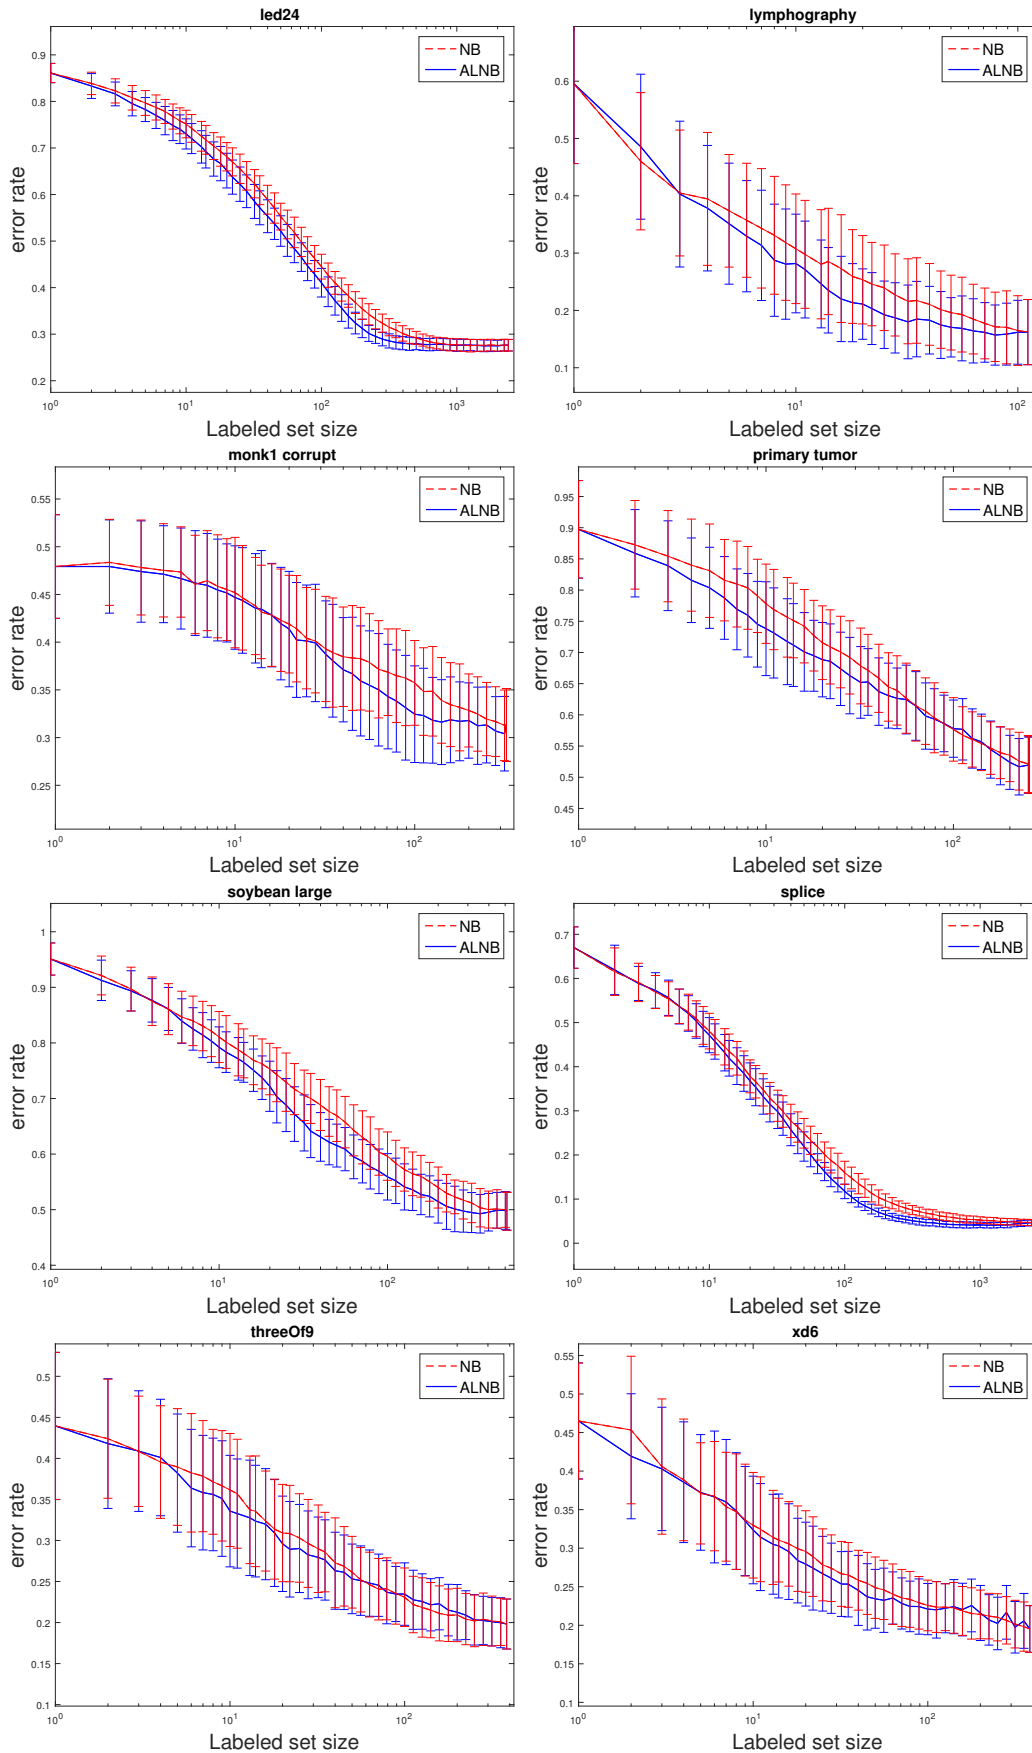 led24
NB
ALNB
error rate
0.9
0.8
0.7
0.6
0.5
0.4
0.3
0.2
10^0
10^1
10^2
10^3
Labeled set size
lymphography
NB
ALNB
error rate
0.6
0.5
0.4
0.3
0.2
0.1
10^0
10^1
10^2
Labeled set size
monk1 corrupt
NB
ALNB
error rate
0.55
0.5
0.45
0.4
0.35
0.3
0.25
10^0
10^1
10^2
Labeled set size
primary tumor
NB
ALNB
error rate
0.95
0.9
0.85
0.8
0.75
0.7
0.65
0.6
0.55
0.5
0.45
10^0
10^1
10^2
Labeled set size
soybean large
NB
ALNB
error rate
1
0.9
0.8
0.7
0.6
0.5
0.4
10^0
10^1
10^2
Labeled set size
splice
NB
ALNB
error rate
0.7
0.6
0.5
0.4
0.3
0.2
0.1
0
10^0
10^1
10^2
10^3
Labeled set size
threeOf9
NB
ALNB
error rate
0.5
0.45
0.4
0.35
0.3
0.25
0.2
0.15
0.1
10^0
10^1
10^2
Labeled set size
xd6
NB
ALNB
error rate
0.55
0.5
0.45
0.4
0.35
0.3
0.25
0.2
0.15
0.1
10^0
10^1
10^2
Labeled set size